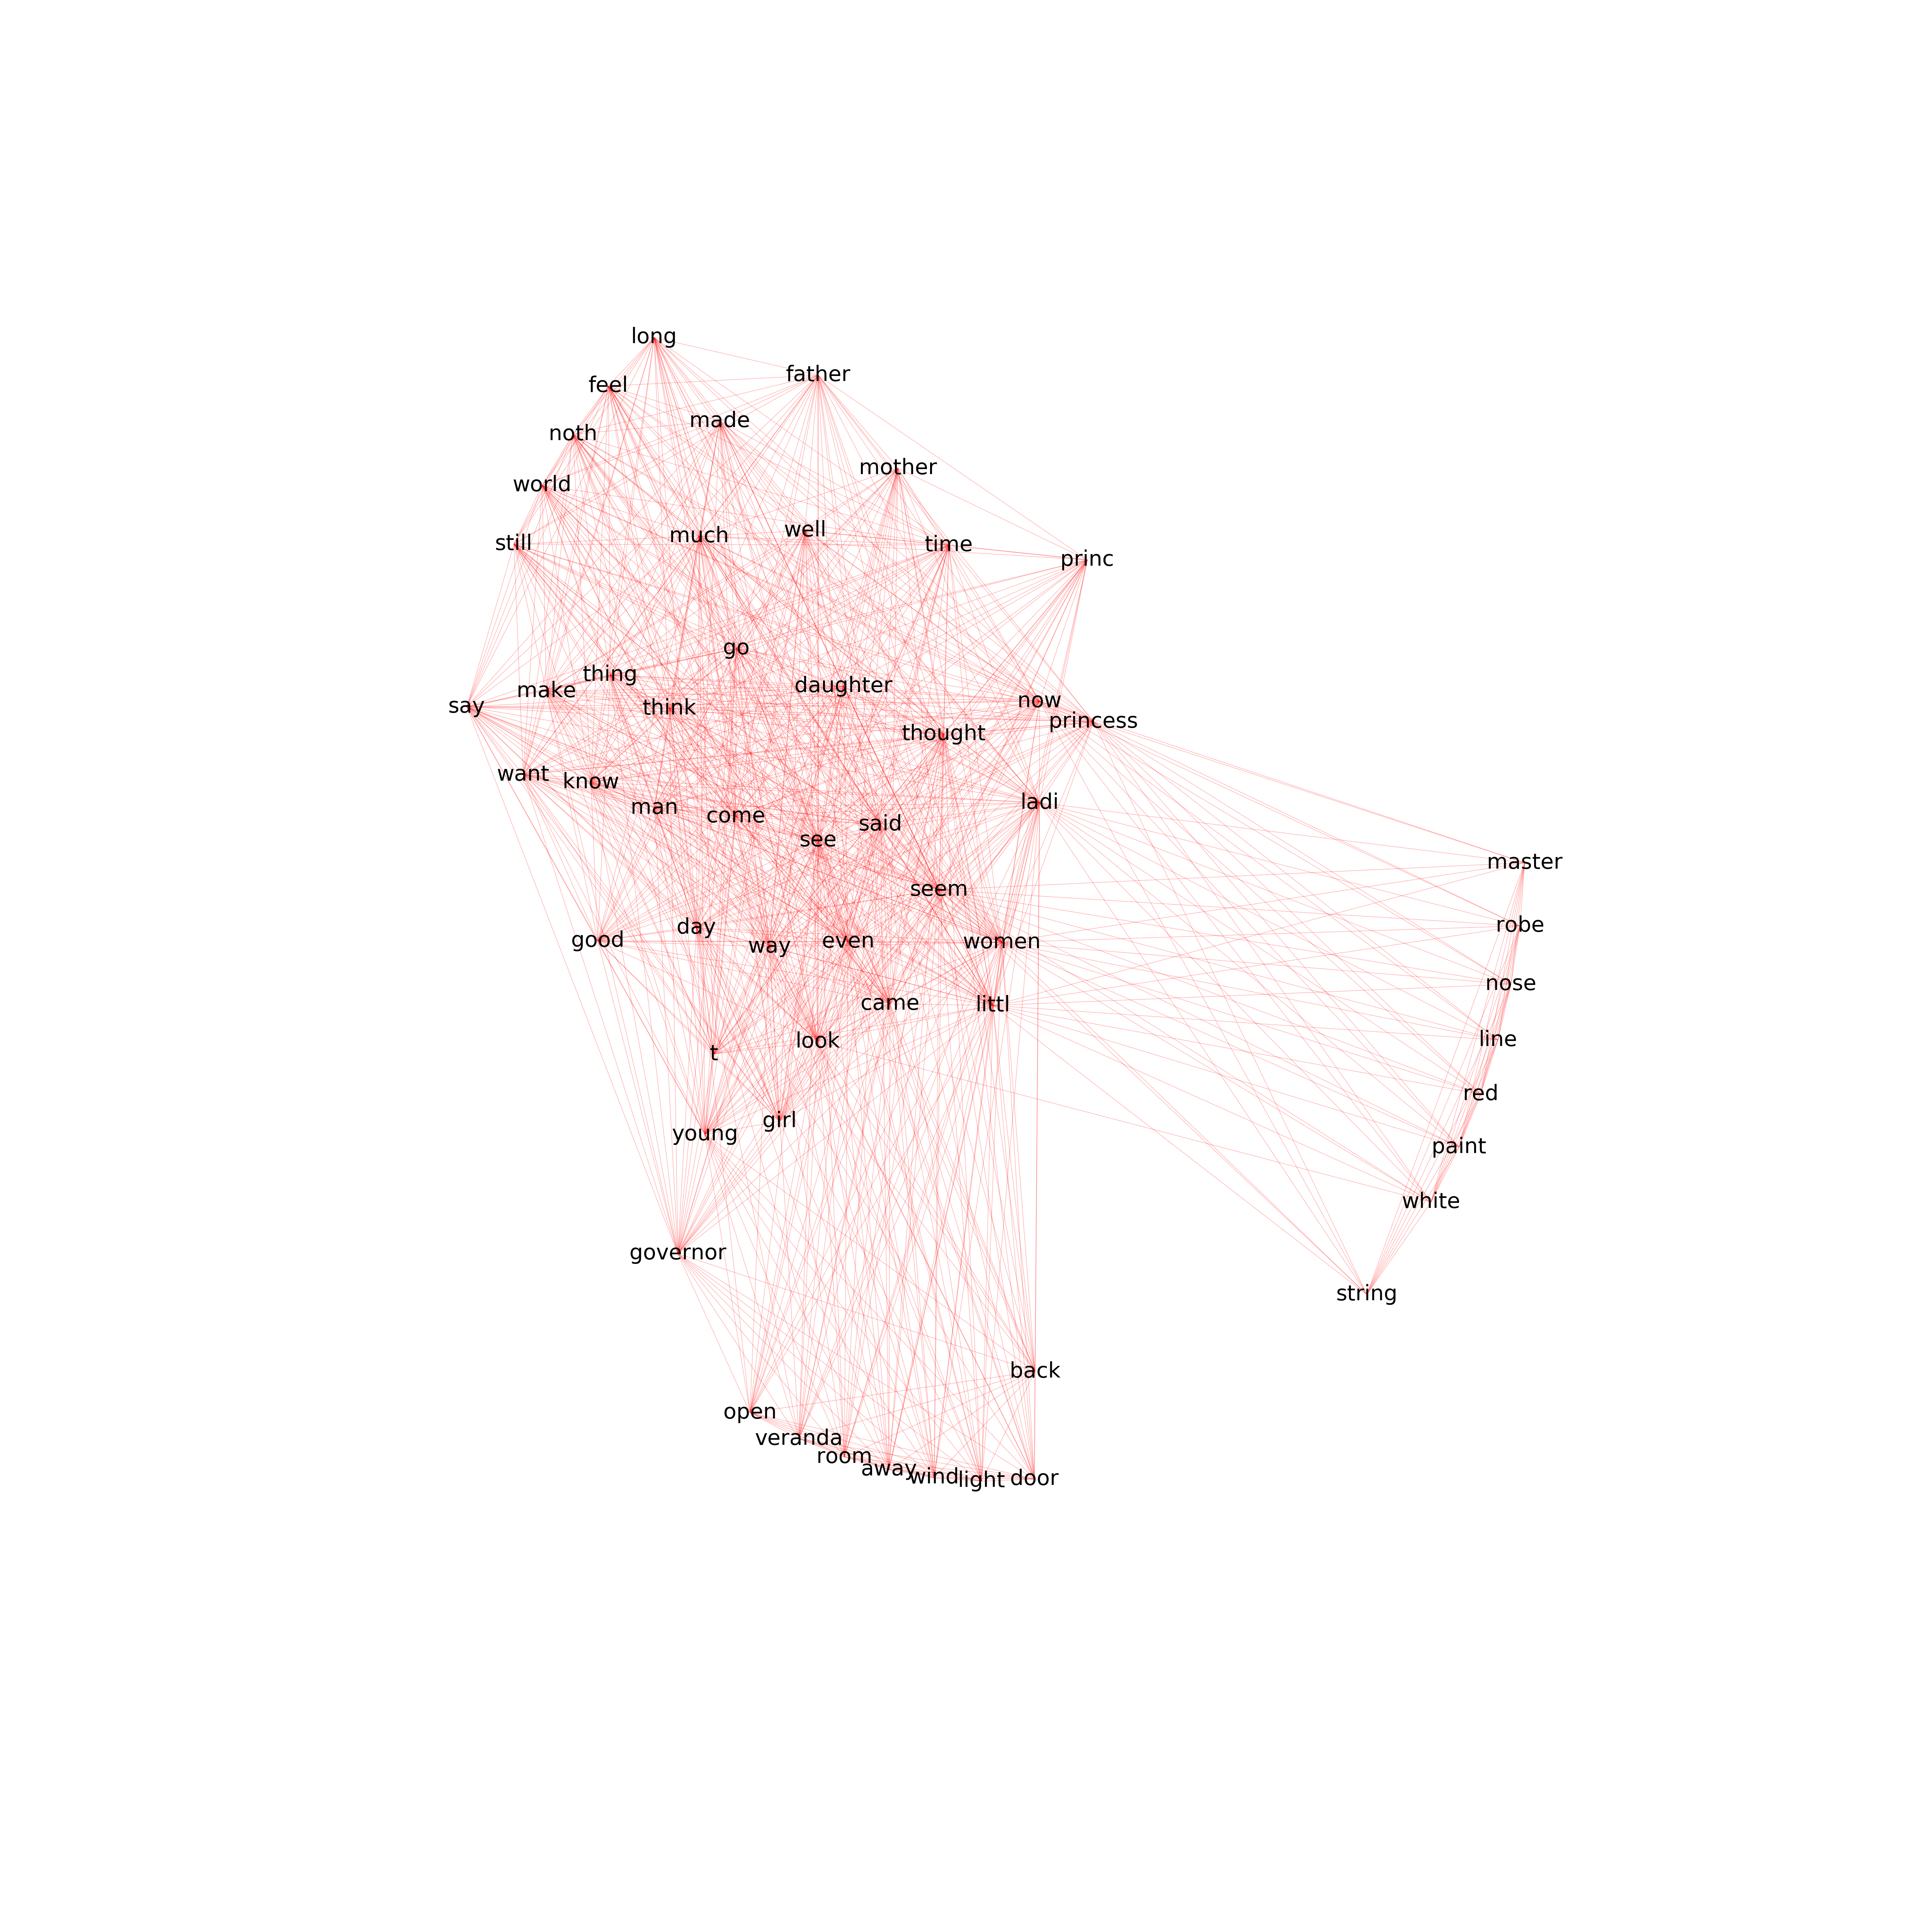 long
father
feel
made
noth
mother
world
well
much
still
time
princ
go
thing
daughter
make
now
say
think
princess
thought
want
know
ladi
man
come
said
see
master
seem
robe
day
good
even
women
way
nose
came
littl
line
look
t
red
girl
young
paint
white
governor
string
back
open
veranda
room
away
wind
light
door